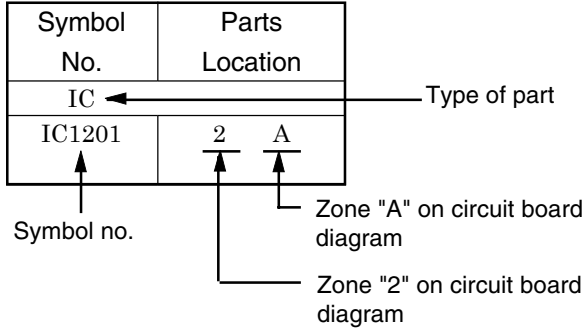 Symbol No.
Parts Location
IC
Type of part
IC1201
2 A
Symbol no.
Zone "A" on circuit board
diagram
Zone "2" on circuit board
diagram